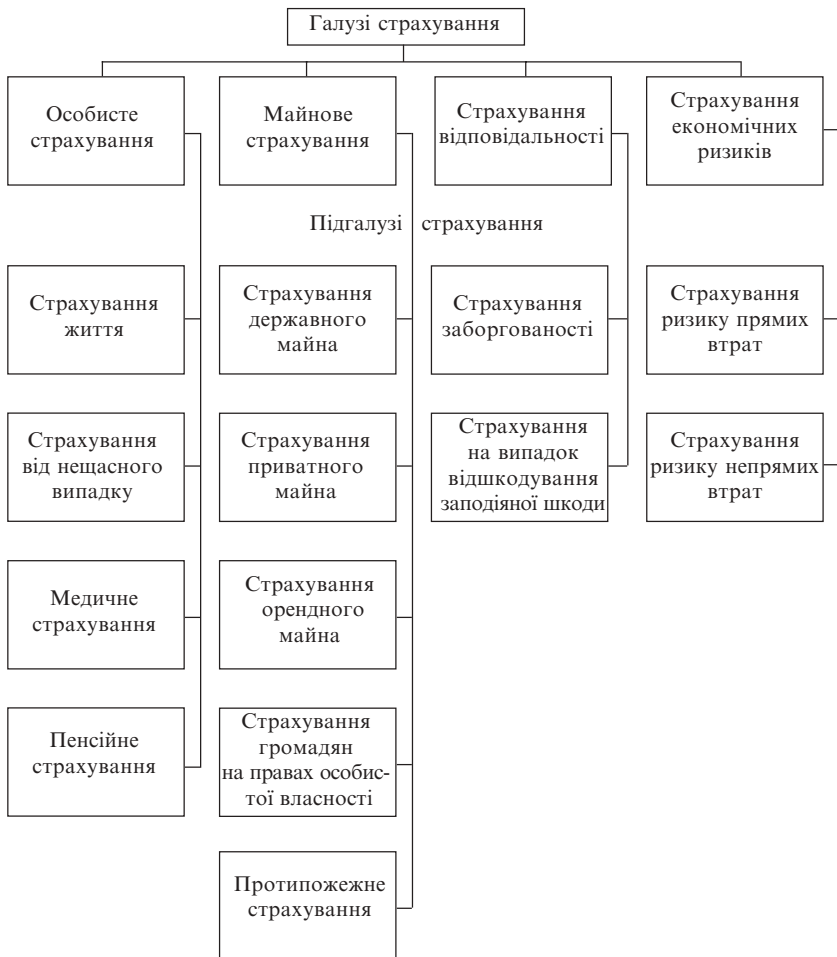 Галузі страхування
Особисте
страхування
Майнове
страхування
Страхування
відповідальності
Страхування
економічних
ризиків
Підгалузі страхування
Страхування
життя
Страхування
державного
майна
Страхування
заборгованості
Страхування
ризику прямих
втрат
Страхування
від нещасного
випадку
Страхування
приватного
майна
Страхування
на випадок
відшкодування
заподіяної шкоди
Страхування
ризику непрямих
втрат
Медичне
страхування
Страхування
орендного
майна
Пенсійне
страхування
Страхування
громадян
на правах особис-
тої власності
Протипожежне
страхування